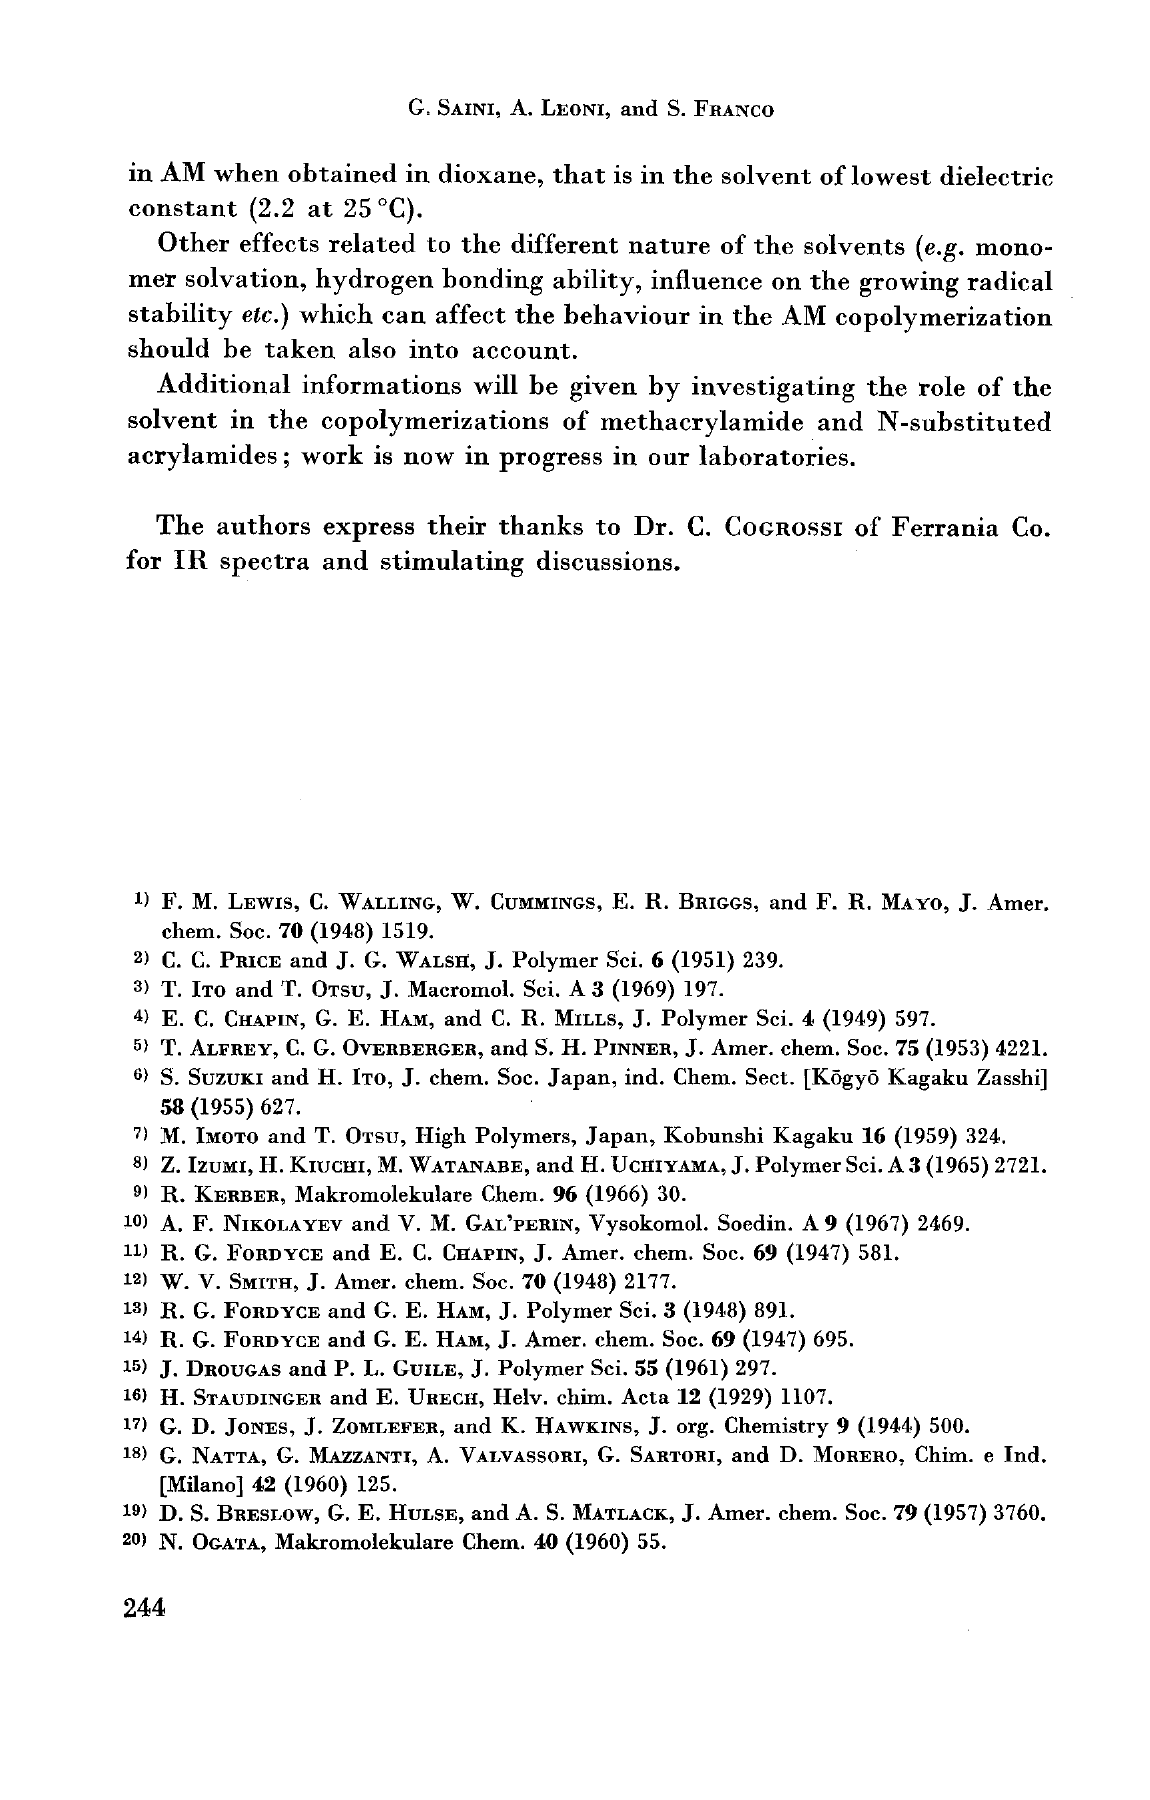 G. SAINI, A. LEONI, and S. FRANCO
in AM when obtained in dioxane, that is in the solvent of lowest dielectric
constant (2.2 at 25 °C).
Other effects related to the different nature of the solvents (e.g. mono-
mer solvation, hydrogen bonding ability, influence on the growing radical
stability etc.) which can affect the behaviour in the AM copolymerization
should be taken also into account.
Additional informations will be given by investigating the role of the
solvent in the copolymerizations of methacrylamide and N-substituted
acrylamides; work is now in progress in our laboratories.
The authors express their thanks to Dr. C. COGROSSI of Ferrania Co.
for IR spectra and stimulating discussions.
1) F. M. LEWIS, C. WALLING, W. CUMMINGS, E. R. BRIGGS, and F. R. MAYO, J. Amer.
chem. Soc. 70 (1948) 1519.
2) C. C. PRICE and J. G. WALSH, J. Polymer Sci. 6 (1951) 239.
3) T. ITO and T. OTSU, J. Macromol. Sci. A 3 (1969) 197.
4) E. C. CHAPIN, G. E. HAM, and C. R. MILLS, J. Polymer Sci. 4 (1949) 597.
5) T. ALFREY, C. G. OVERBERGER, and S. H. PINNER, J. Amer. chem. Soc. 75 (1953) 4221.
6) S. SUZUKI and H. ITO, J. chem. Soc. Japan, ind. Chem. Sect. [Kōgyō Kagaku Zasshi]
58 (1955) 627.
7) M. IMOTO and T. OTSU, High Polymers, Japan, Kobunshi Kagaku 16 (1959) 324.
8) Z. IZUMI, H. KIUCHI, M. WATANABE, and H. UCHIYAMA, J. Polymer Sci. A 3 (1965) 2721.
9) R. KERBER, Makromolekulare Chem. 96 (1966) 30.
10) A. F. NIKOLAYEV and V. M. GAL'PERIN, Vysokomol. Soedin. A 9 (1967) 2469.
11) R. G. FORDYCE and E. C. CHAPIN, J. Amer. chem. Soc. 69 (1947) 581.
12) W. V. SMITH, J. Amer. chem. Soc. 70 (1948) 2177.
13) R. G. FORDYCE and G. E. HAM, J. Polymer Sci. 3 (1948) 891.
14) R. G. FORDYCE and G. E. HAM, J. Amer. chem. Soc. 69 (1947) 695.
15) J. DROUGAS and P. L. GUILE, J. Polymer Sci. 55 (1961) 297.
16) H. STAUDINGER and E. URECH, Helv. chim. Acta 12 (1929) 1107.
17) G. D. JONES, J. ZOMLEFER, and K. HAWKINS, J. org. Chemistry 9 (1944) 500.
18) G. NATTA, G. MAZZANTI, A. VALVASSORI, G. SARTORI, and D. MORERO, Chim. e Ind.
[Milano] 42 (1960) 125.
19) D. S. BRESLOW, G. E. HULSE, and A. S. MATLACK, J. Amer. chem. Soc. 79 (1957) 3760.
20) N. OGATA, Makromolekulare Chem. 40 (1960) 55.
244